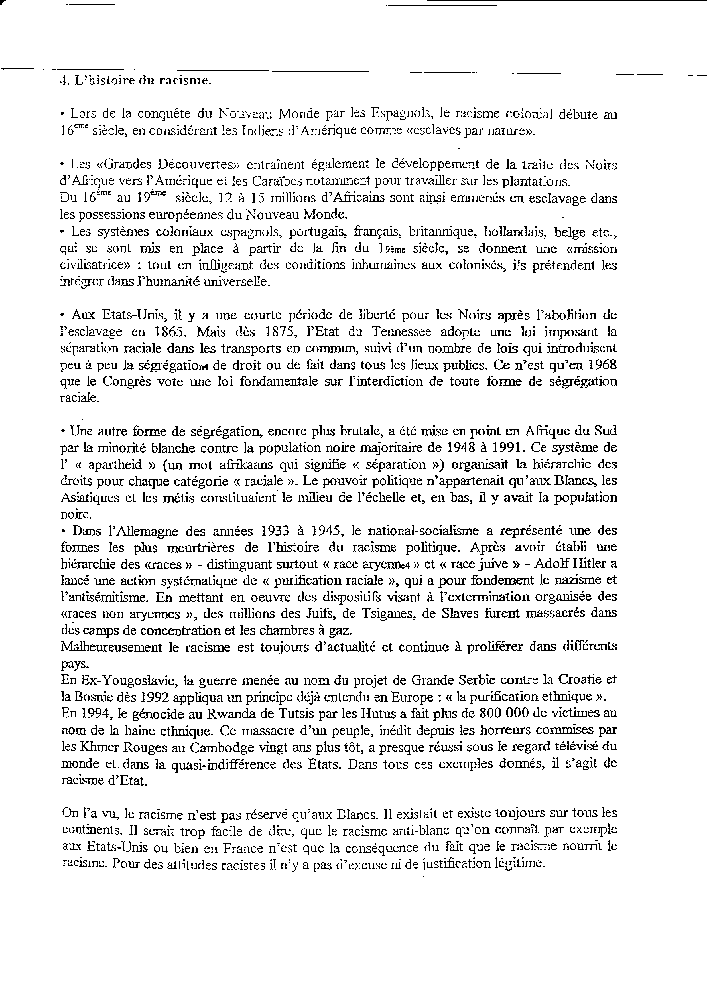 4. L'histoire du racisme.
• Lors de la conquête du Nouveau Monde par les Espagnols, le racisme colonial débute au
16ème siècle, en considérant les Indiens d'Amérique comme «esclaves par nature».
• Les «Grandes Découvertes» entraînent également le développement de la traite des Noirs
d'Afrique vers l'Amérique et les Caraïbes notamment pour travailler sur les plantations.
Du 16ème au 19ème siècle, 12 à 15 millions d'Africains sont ainsi emmenés en esclavage dans
les possessions européennes du Nouveau Monde.
• Les systèmes coloniaux espagnols, portugais, français, britannique, hollandais, belge etc.,
qui se sont mis en place à partir de la fin du 19ème siècle, se donnent une «mission
civilisatrice» : tout en infligeant des conditions inhumaines aux colonisés, ils prétendent les
intégrer dans l'humanité universelle.
• Aux Etats-Unis, il y a une courte période de liberté pour les Noirs après l'abolition de
l'esclavage en 1865. Mais dès 1875, l'Etat du Tennessee adopte une loi imposant la
séparation raciale dans les transports en commun, suivi d'un nombre de lois qui introduisent
peu à peu la ségrégation4 de droit ou de fait dans tous les lieux publics. Ce n'est qu'en 1968
que le Congrès vote une loi fondamentale sur l'interdiction de toute forme de ségrégation
raciale.
• Une autre forme de ségrégation, encore plus brutale, a été mise en point en Afrique du Sud
par la minorité blanche contre la population noire majoritaire de 1948 à 1991. Ce système de
l' « apartheid » (un mot afrikaans qui signifie « séparation ») organisait la hiérarchie des
droits pour chaque catégorie « raciale ». Le pouvoir politique n'appartenait qu'aux Blancs, les
Asiatiques et les métis constituaient le milieu de l'échelle et, en bas, il y avait la population
noire.
• Dans l'Allemagne des années 1933 à 1945, le national-socialisme a représenté une des
formes les plus meurtrières de l'histoire du racisme politique. Après avoir établi une
hiérarchie des «races » - distinguant surtout « race aryenne4 » et « race juive » - Adolf Hitler a
lancé une action systématique de « purification raciale », qui a pour fondement le nazisme et
l'antisémitisme. En mettant en oeuvre des dispositifs visant à l'extermination organisée des
«races non aryennes », des millions des Juifs, de Tsiganes, de Slaves furent massacrés dans
des camps de concentration et les chambres à gaz.
Malheureusement le racisme est toujours d'actualité et continue à proliférer dans différents
pays.
En Ex-Yougoslavie, la guerre menée au nom du projet de Grande Serbie contre la Croatie et
la Bosnie dès 1992 appliqua un principe déjà entendu en Europe : « la purification ethnique ».
En 1994, le génocide au Rwanda de Tutsis par les Hutus a fait plus de 800 000 de victimes au
nom de la haine ethnique. Ce massacre d'un peuple, inédit depuis les horreurs commises par
les Khmer Rouges au Cambodge vingt ans plus tôt, a presque réussi sous le regard télévisé du
monde et dans la quasi-indifférence des Etats. Dans tous ces exemples donnés, il s'agit de
racisme d'Etat.
On l'a vu, le racisme n'est pas réservé qu'aux Blancs. Il existait et existe toujours sur tous les
continents. Il serait trop facile de dire, que le racisme anti-blanc qu'on connaît par exemple
aux Etats-Unis ou bien en France n'est que la conséquence du fait que le racisme nourrit le
racisme. Pour des attitudes racistes il n'y a pas d'excuse ni de justification légitime.